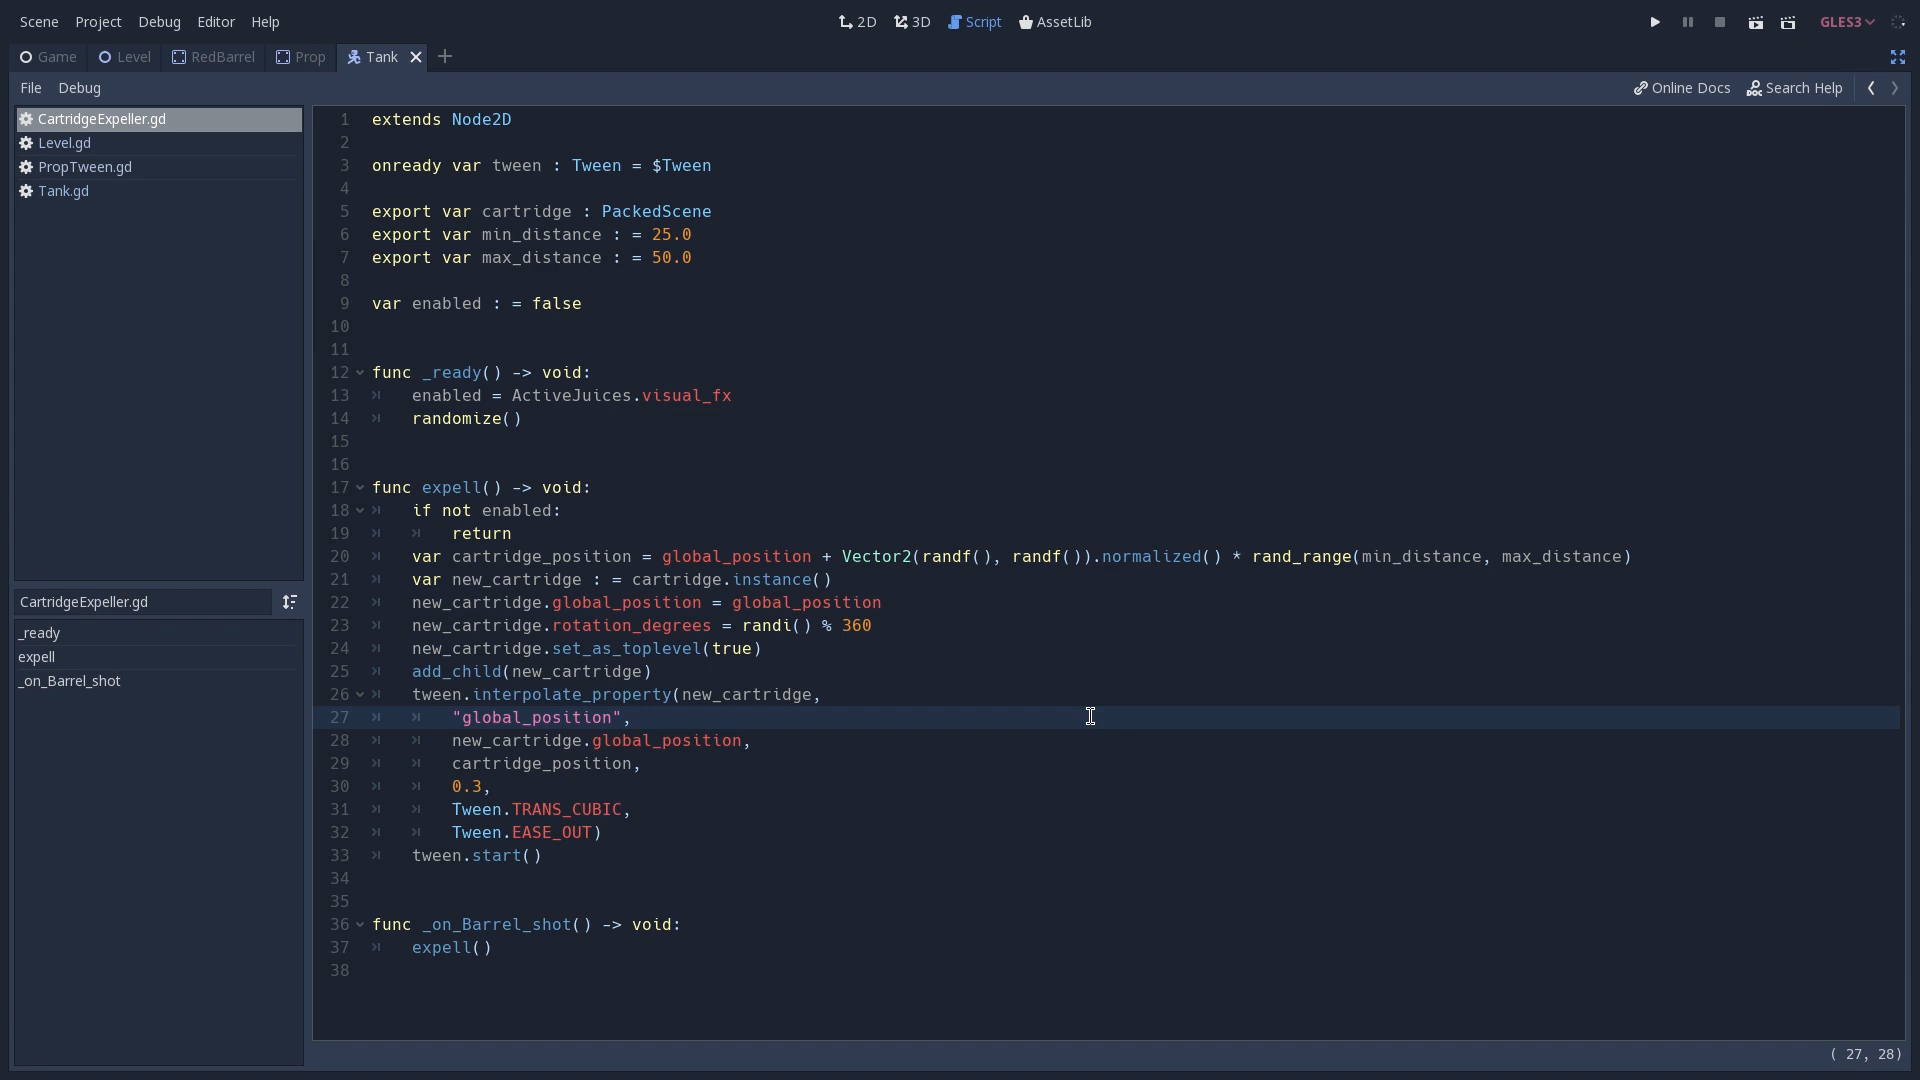 Scene Project Debug Editor Help 2D 3D Script AssetLib GLES3
Game Level RedBarrel Prop Tank
File Debug Online Docs Search Help
CartridgeExpeller.gd
Level.gd
PropTween.gd
Tank.gd
CartridgeExpeller.gd
_ready
expell
_on_Barrel_shot
1 extends Node2D
2
3 onready var tween : Tween = $Tween
4
5 export var cartridge : PackedScene
6 export var min_distance : = 25.0
7 export var max_distance : = 50.0
8
9 var enabled : = false
10
11
12 func _ready() -> void:
13 enabled = ActiveJuices.visual_fx
14 randomize()
15
16
17 func expell() -> void:
18 if not enabled:
19 return
20 var cartridge_position = global_position + Vector2(randf(), randf()).normalized() * rand_range(min_distance, max_distance)
21 var new_cartridge : = cartridge.instance()
22 new_cartridge.global_position = global_position
23 new_cartridge.rotation_degrees = randi() % 360
24 new_cartridge.set_as_toplevel(true)
25 add_child(new_cartridge)
26 tween.interpolate_property(new_cartridge,
27 "global_position",
28 new_cartridge.global_position,
29 cartridge_position,
30 0.3,
31 Tween.TRANS_CUBIC,
32 Tween.EASE_OUT)
33 tween.start()
34
35
36 func _on_Barrel_shot() -> void:
37 expell()
38
( 27, 28)